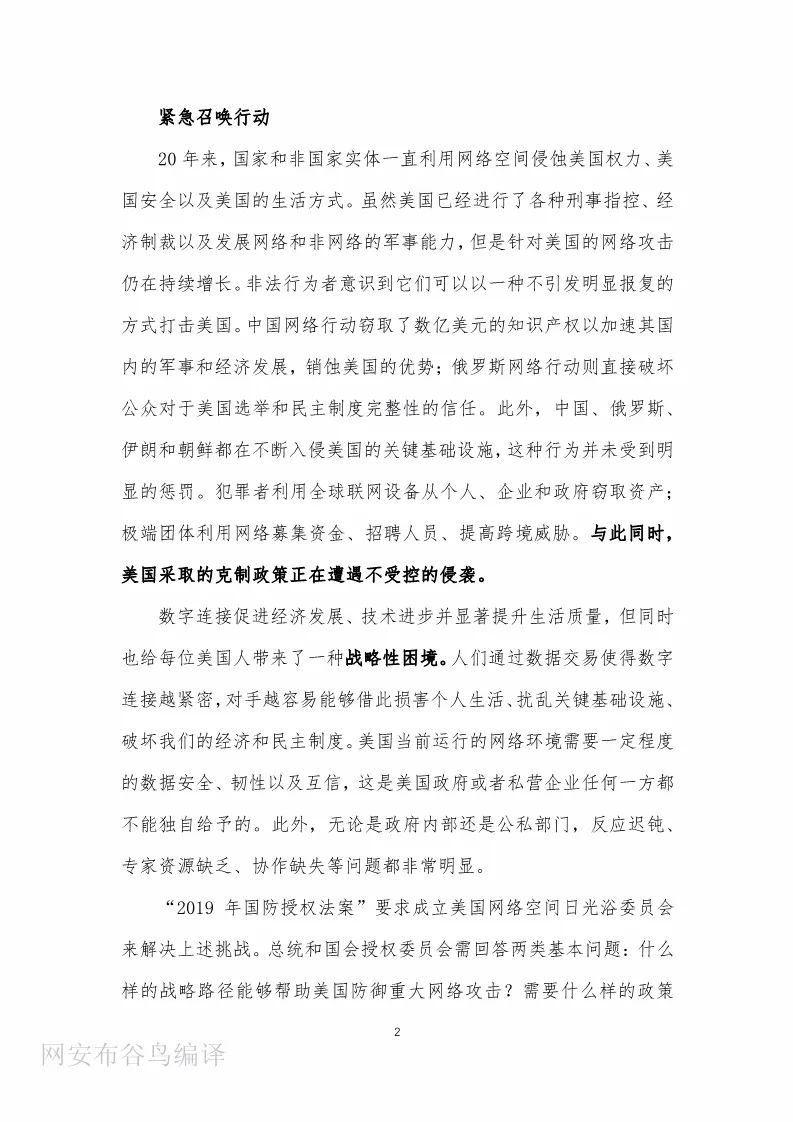 紧急召唤行动
20 年来，国家和非国家实体一直利用网络空间侵蚀美国权力、美
国安全以及美国的生活方式。虽然美国已经进行了各种刑事指控、经
济制裁以及发展网络和非网络的军事能力，但是针对美国的网络攻击
仍在持续增长。非法行为者意识到它们可以以一种不引发明显报复的
方式打击美国。中国网络行动窃取了数亿美元的知识产权以加速其国
内的军事和经济发展，销蚀美国的优势；俄罗斯网络行动则直接破坏
公众对于美国选举和民主制度完整性的信任。此外，中国、俄罗斯、
伊朗和朝鲜都在不断入侵美国的关键基础设施，这种行为并未受到明
显的惩罚。犯罪者利用全球联网设备从个人、企业和政府窃取资产；
极端团体利用网络募集资金、招聘人员、提高跨境威胁。与此同时，
美国采取的克制政策正在遭遇不受控的侵袭。
数字连接促进经济发展、技术进步并显著提升生活质量，但同时
也给每位美国人带来了一种战略性困境。人们通过数据交易使得数字
连接越紧密，对手越容易能够借此损害个人生活、扰乱关键基础设施、
破坏我们的经济和民主制度。美国当前运行的网络环境需要一定程度
的数据安全、韧性以及互信，这是美国政府或者私营企业任何一方都
不能独自给予的。此外，无论是政府内部还是公私部门，反应迟钝、
专家资源缺乏、协作缺失等问题都非常明显。
“2019 年国防授权法案”要求成立美国网络空间日光浴委员会
来解决上述挑战。总统和国会授权委员会需回答两类基本问题：什么
样的战略路径能够帮助美国防御重大网络攻击？需要什么样的政策
2
网安布谷鸟编译